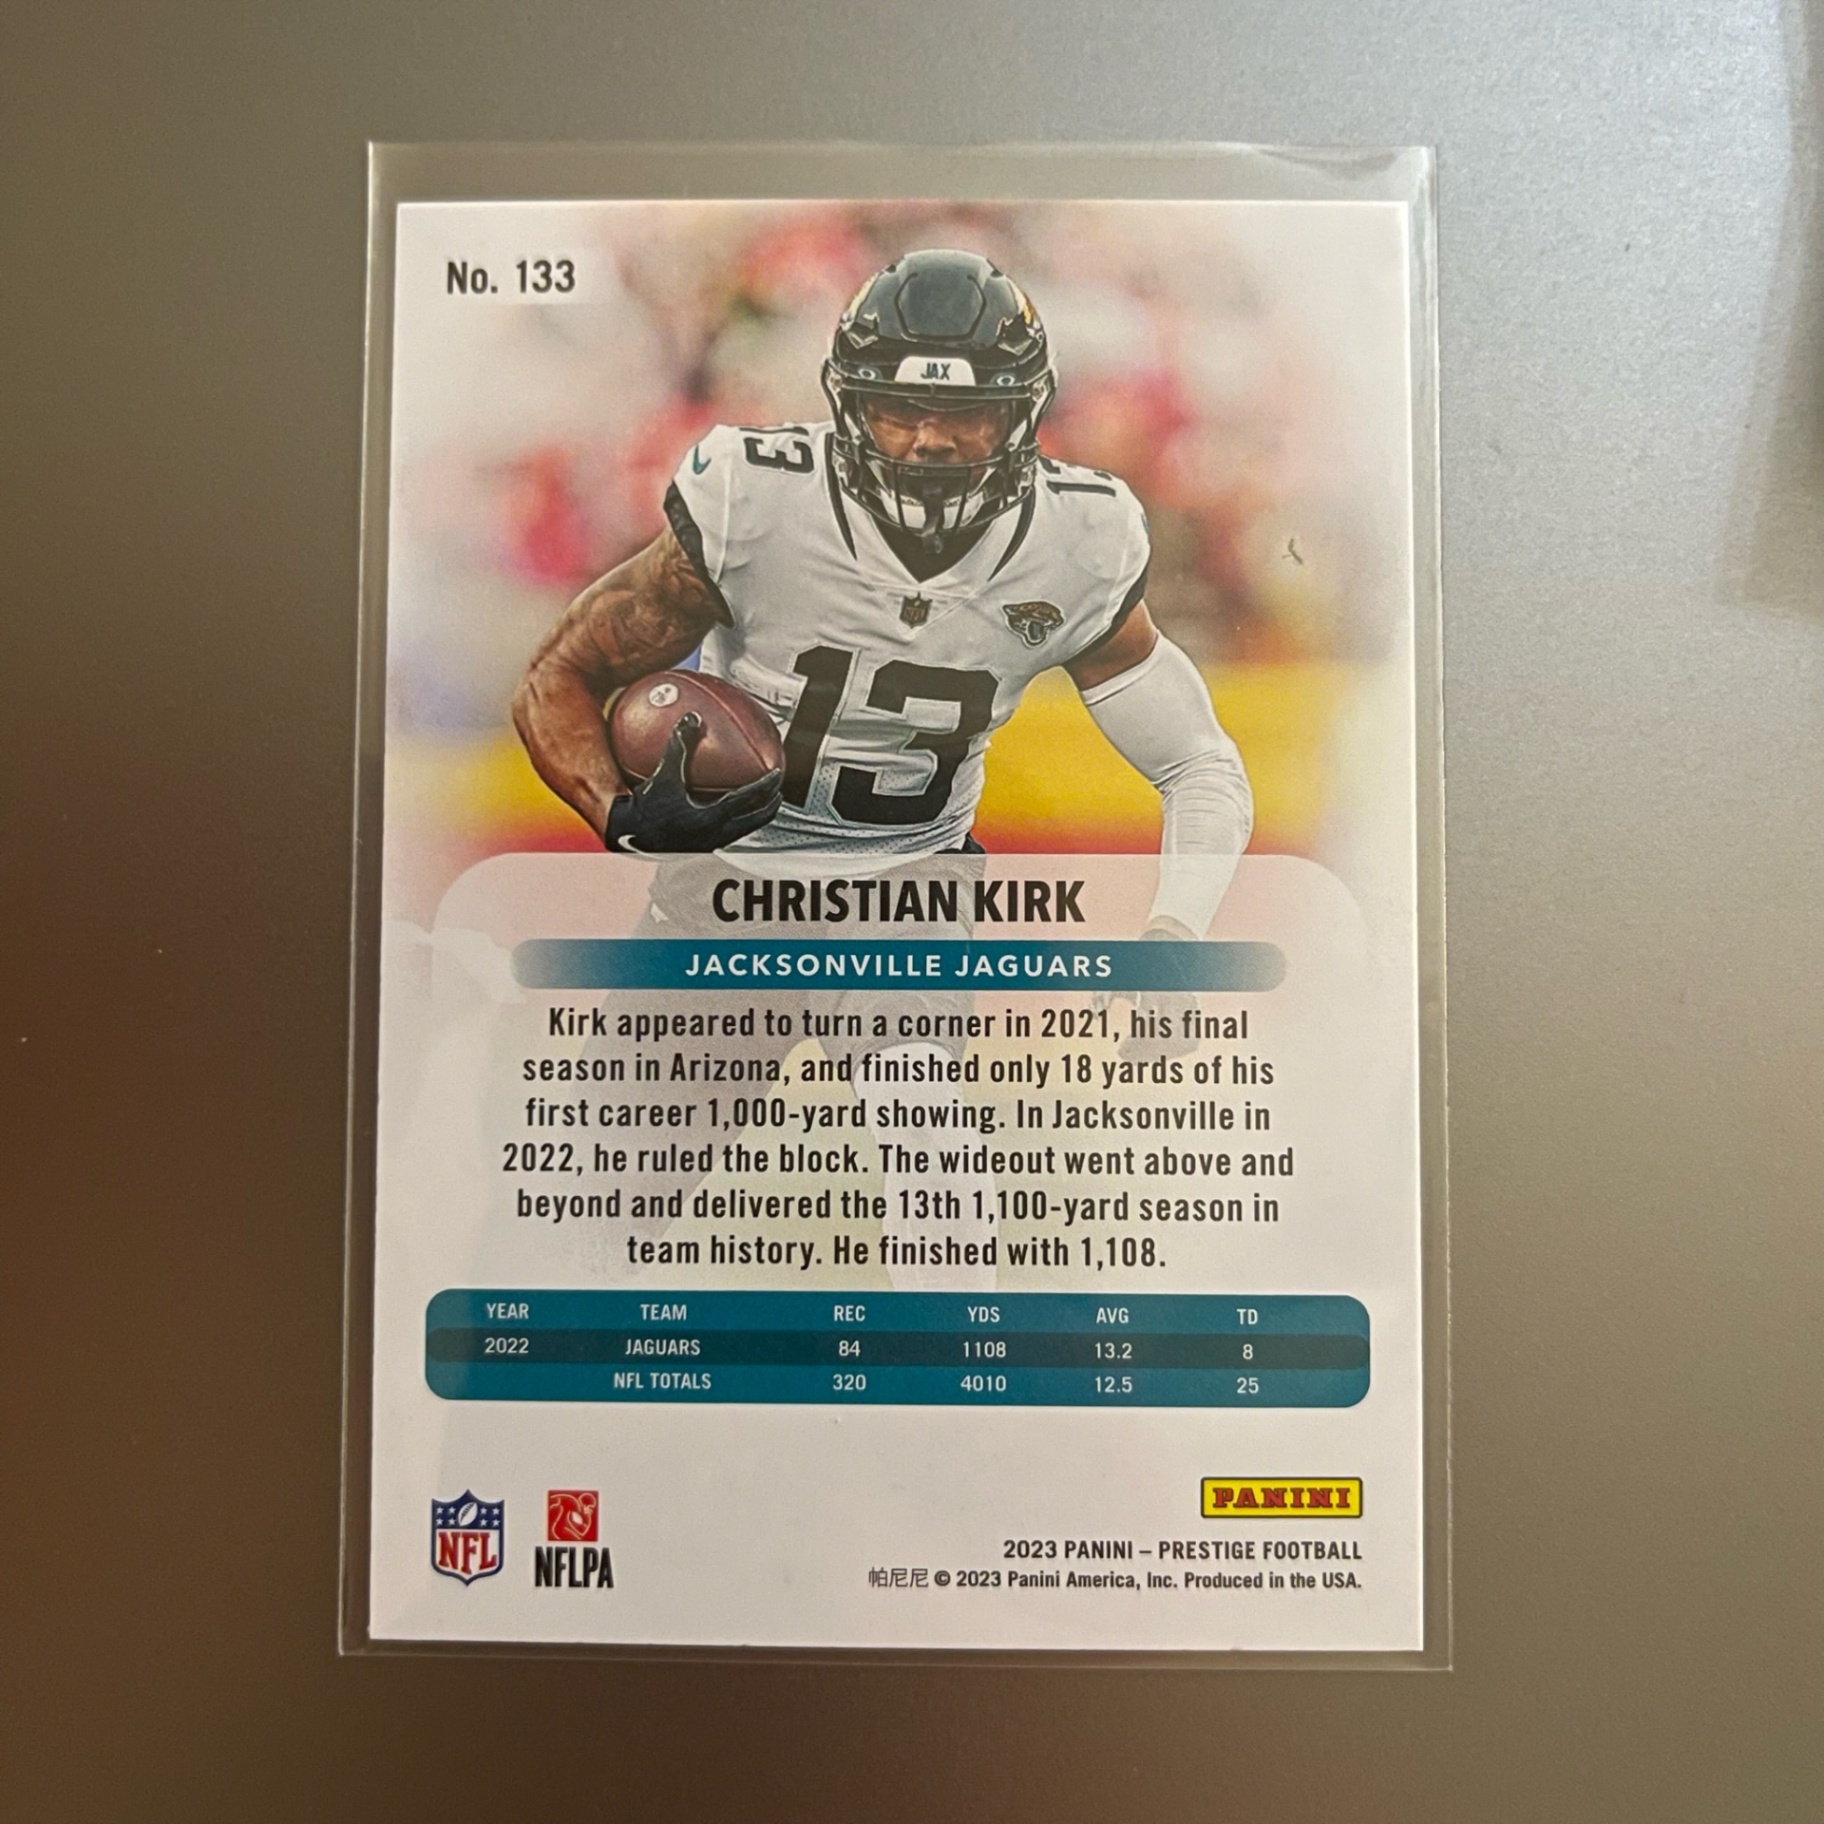 No. 133
JAX
13
13
CHRISTIAN KIRK
JACKSONVILLE JAGUARS
Kirk appeared to turn a corner in 2021, his final
season in Arizona, and finished only 18 yards of his
first career 1,000-yard showing. In Jacksonville in
2022, he ruled the block. The wideout went above and
beyond and delivered the 13th 1,100-yard season in
team history. He finished with 1,108.
YEAR TEAM REC YDS AVG TD
2022 JAGUARS 84 1108 13.2 8
NFL TOTALS 320 4010 12.5 25
PANINI
NFL NFLPA
2023 PANINI – PRESTIGE FOOTBALL
帕尼尼 © 2023 Panini America, Inc. Produced in the USA.